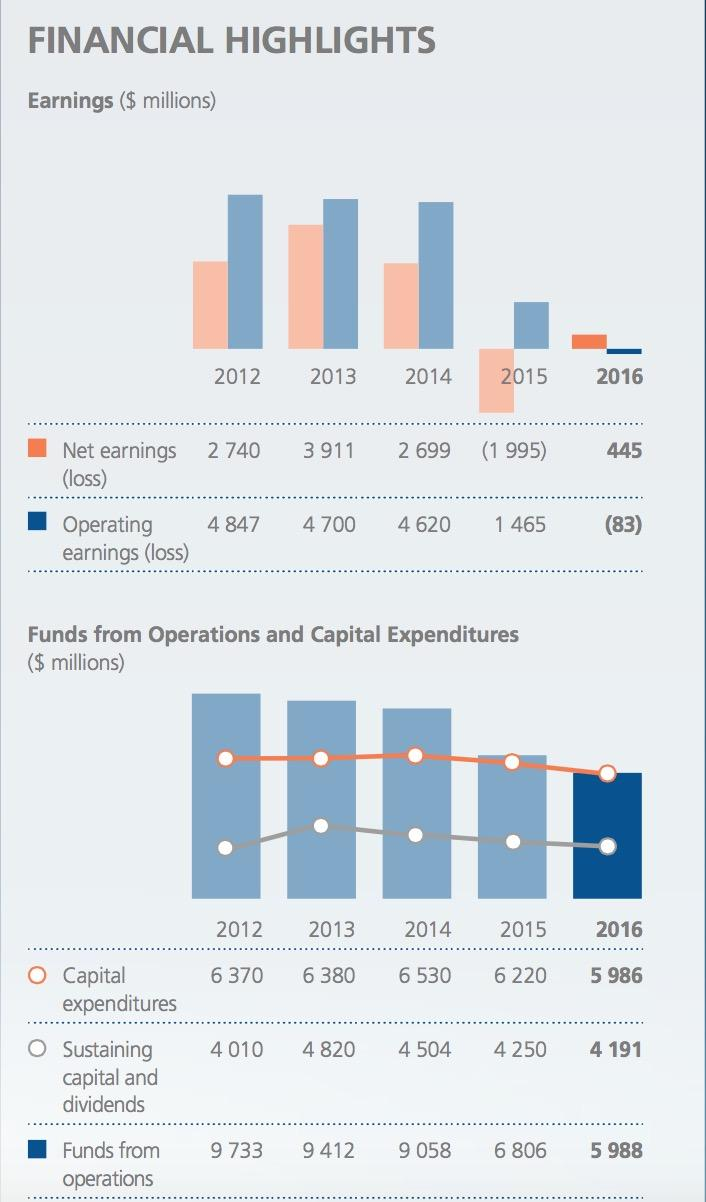 FINANCIAL HIGHLIGHTS
Earnings ($ millions)
2012 2013 2014 2015 2016
Net earnings 2 740 3 911 2 699 (1 995) 445
(loss)
Operating 4 847 4 700 4 620 1 465 (83)
earnings (loss)
Funds from Operations and Capital Expenditures
($ millions)
2012 2013 2014 2015 2016
Capital 6 370 6 380 6 530 6 220 5 986
expenditures
Sustaining 4 010 4 820 4 504 4 250 4 191
capital and
dividends
Funds from 9 733 9 412 9 058 6 806 5 988
operations